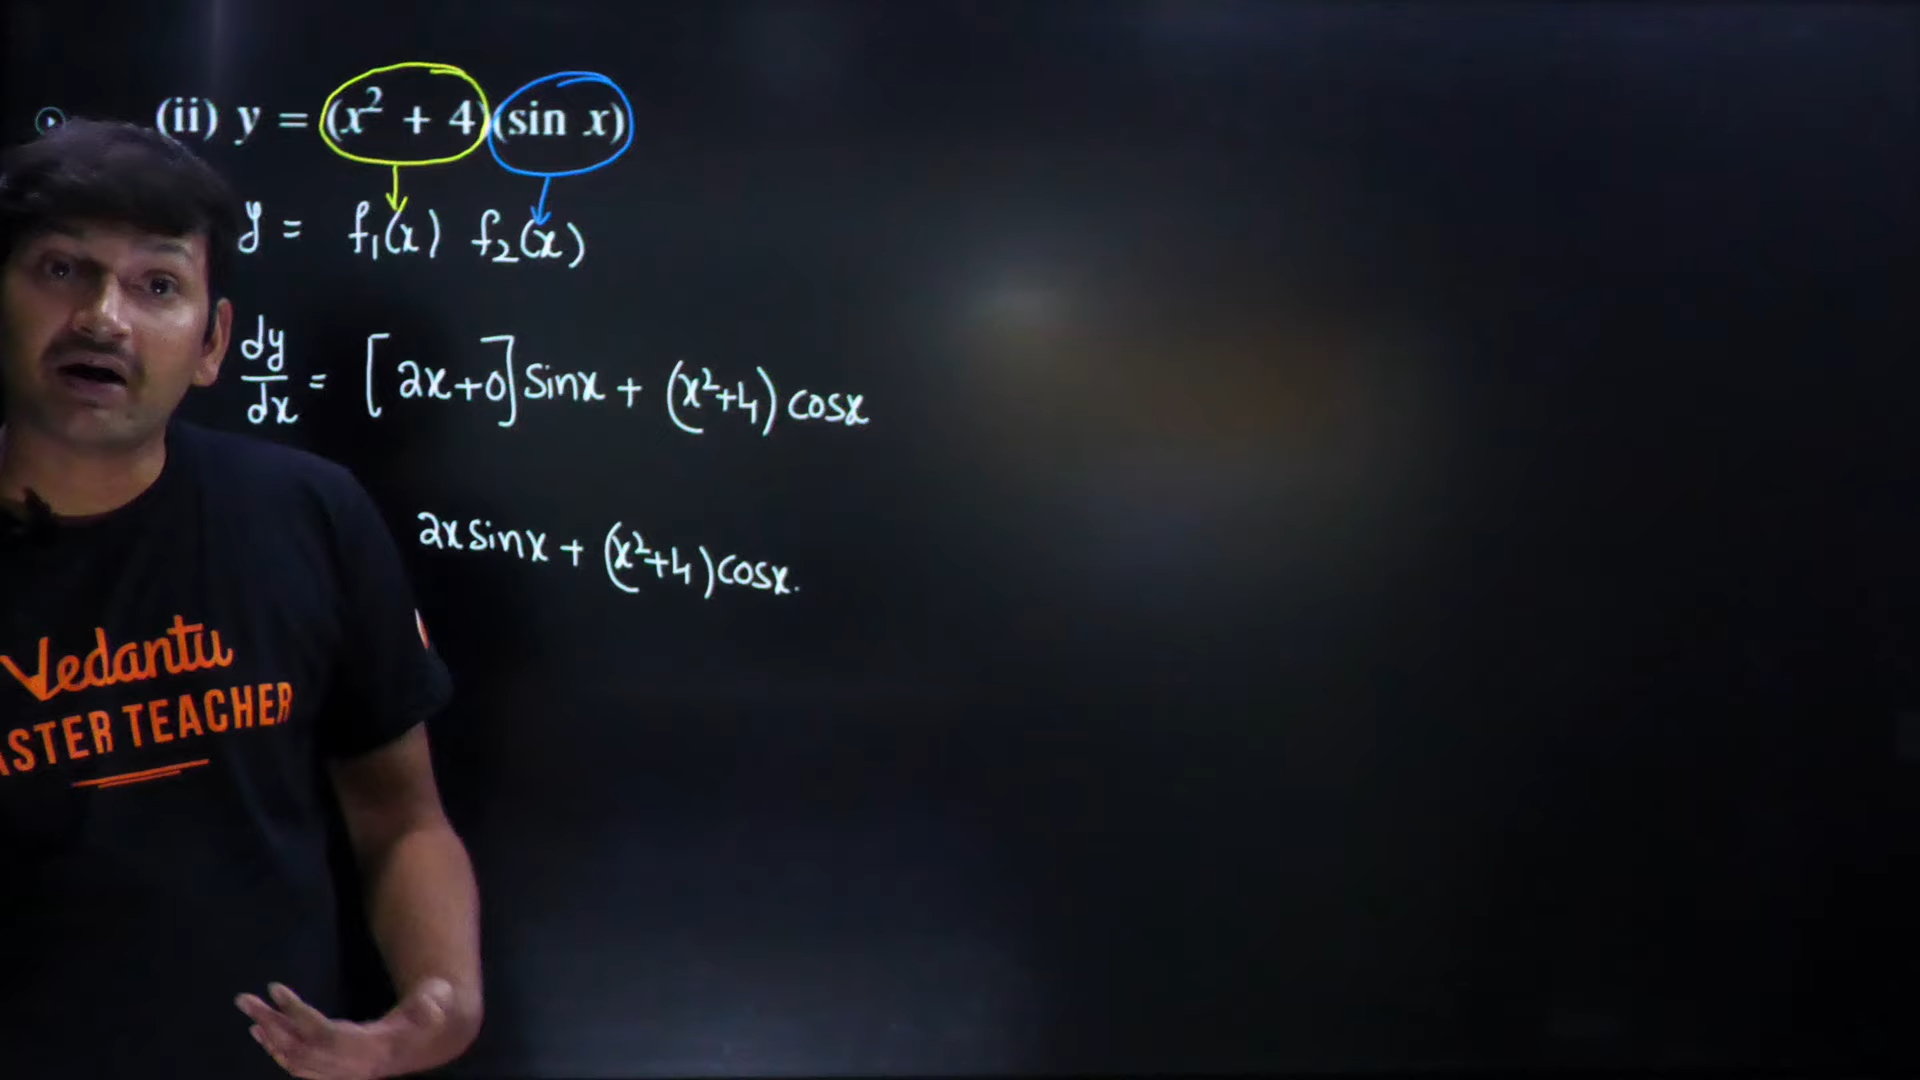 (ii) y = (x² + 4)(sin x)
y = f₁(x) f₂(x)
dy/dx = [2x+0] sinx + (x²+4) cosx
2x sinx + (x²+4) cosx.
Vedantu
ASTER TEACHER